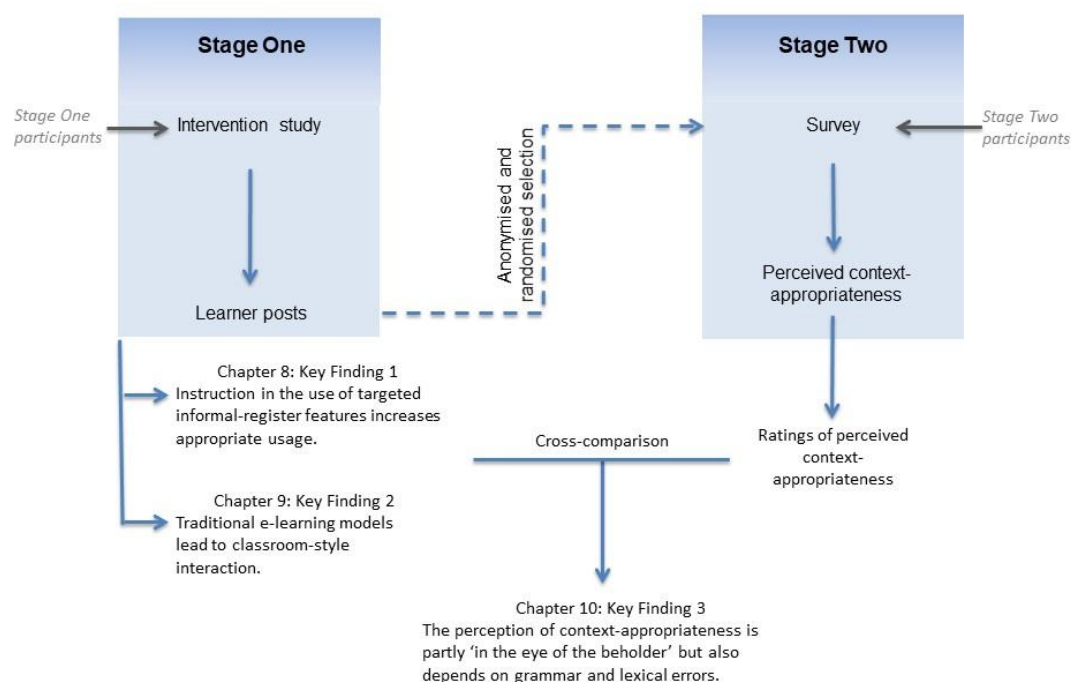 Stage One
Stage Two
Stage One
participants
Intervention study
Survey
Stage Two
participants
Anonymised and
randomised selection
Perceived context-
appropriateness
Learner posts
Chapter 8: Key Finding 1
Instruction in the use of targeted
informal-register features increases
appropriate usage.
Cross-comparison
Ratings of perceived
context-
appropriateness
Chapter 9: Key Finding 2
Traditional e-learning models
lead to classroom-style
interaction.
Chapter 10: Key Finding 3
The perception of context-appropriateness is
partly ‘in the eye of the beholder’ but also
depends on grammar and lexical errors.